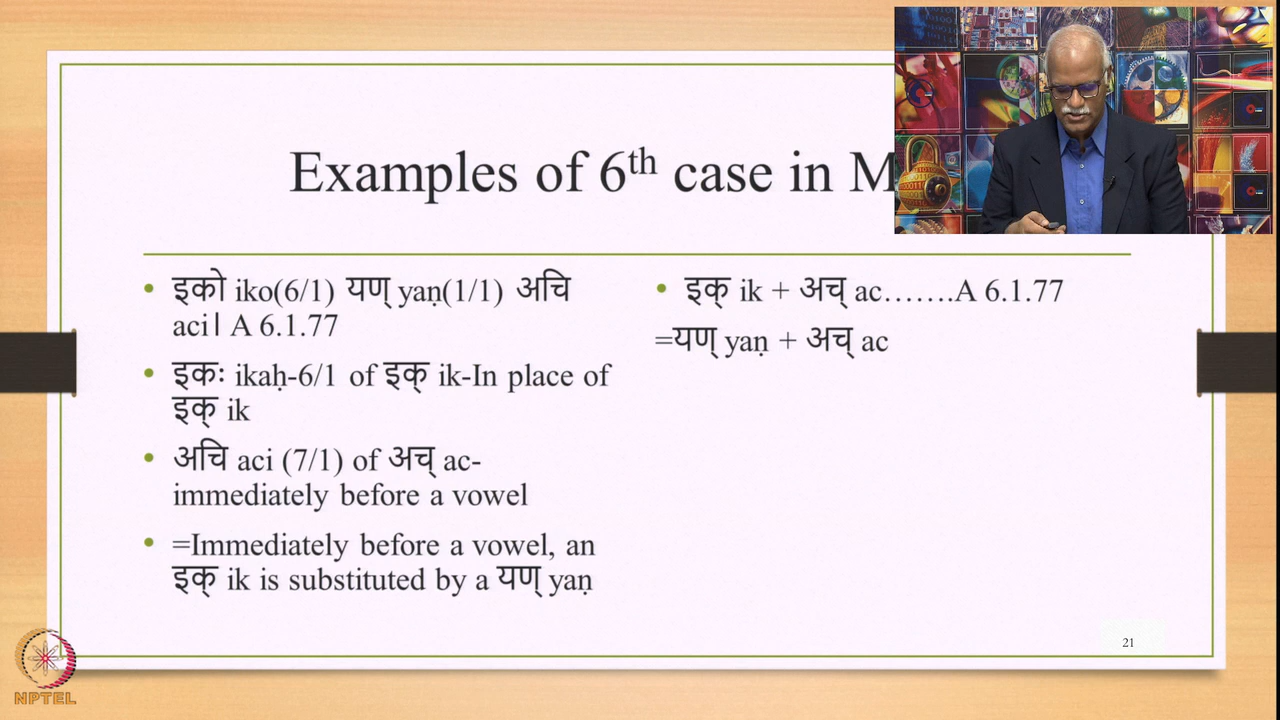 Examples of 6th case in M
• इको iko(6/1) यण् yaṇ(1/1) अचि
aci। A 6.1.77
• इकः ikaḥ-6/1 of इक् ik-In place of
इक् ik
• अचि aci (7/1) of अच् ac-
immediately before a vowel
• =Immediately before a vowel, an
इक् ik is substituted by a यण् yaṇ
• इक् ik + अच् ac…….A 6.1.77
=यण् yaṇ + अच् ac
21
NPTEL